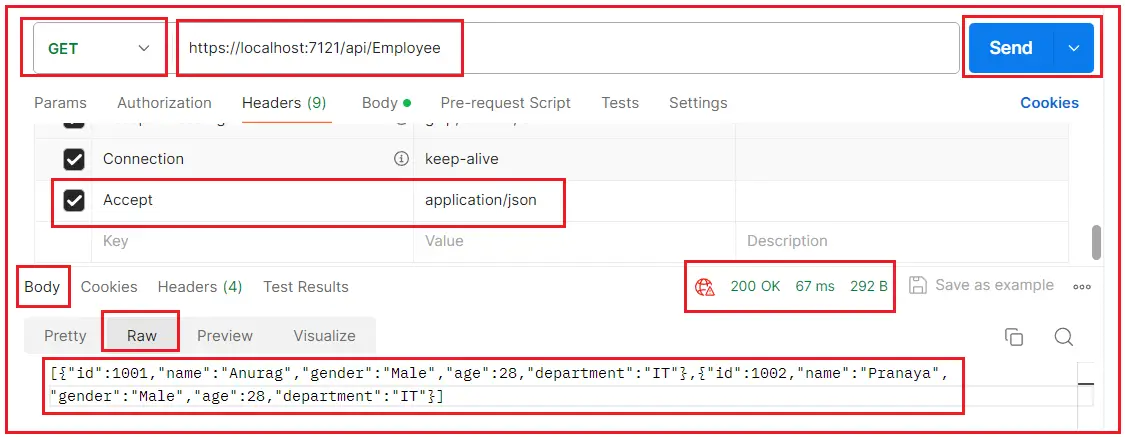 GET https://localhost:7121/api/Employee Send
Params Authorization Headers (9) Body Pre-request Script Tests Settings Cookies
Connection keep-alive
Accept application/json
Key Value Description
Body Cookies Headers (4) Test Results 200 OK 67 ms 292 B Save as example
Pretty Raw Preview Visualize
[{"id":1001,"name":"Anurag","gender":"Male","age":28,"department":"IT"},{"id":1002,"name":"Pranaya",
"gender":"Male","age":28,"department":"IT"}]